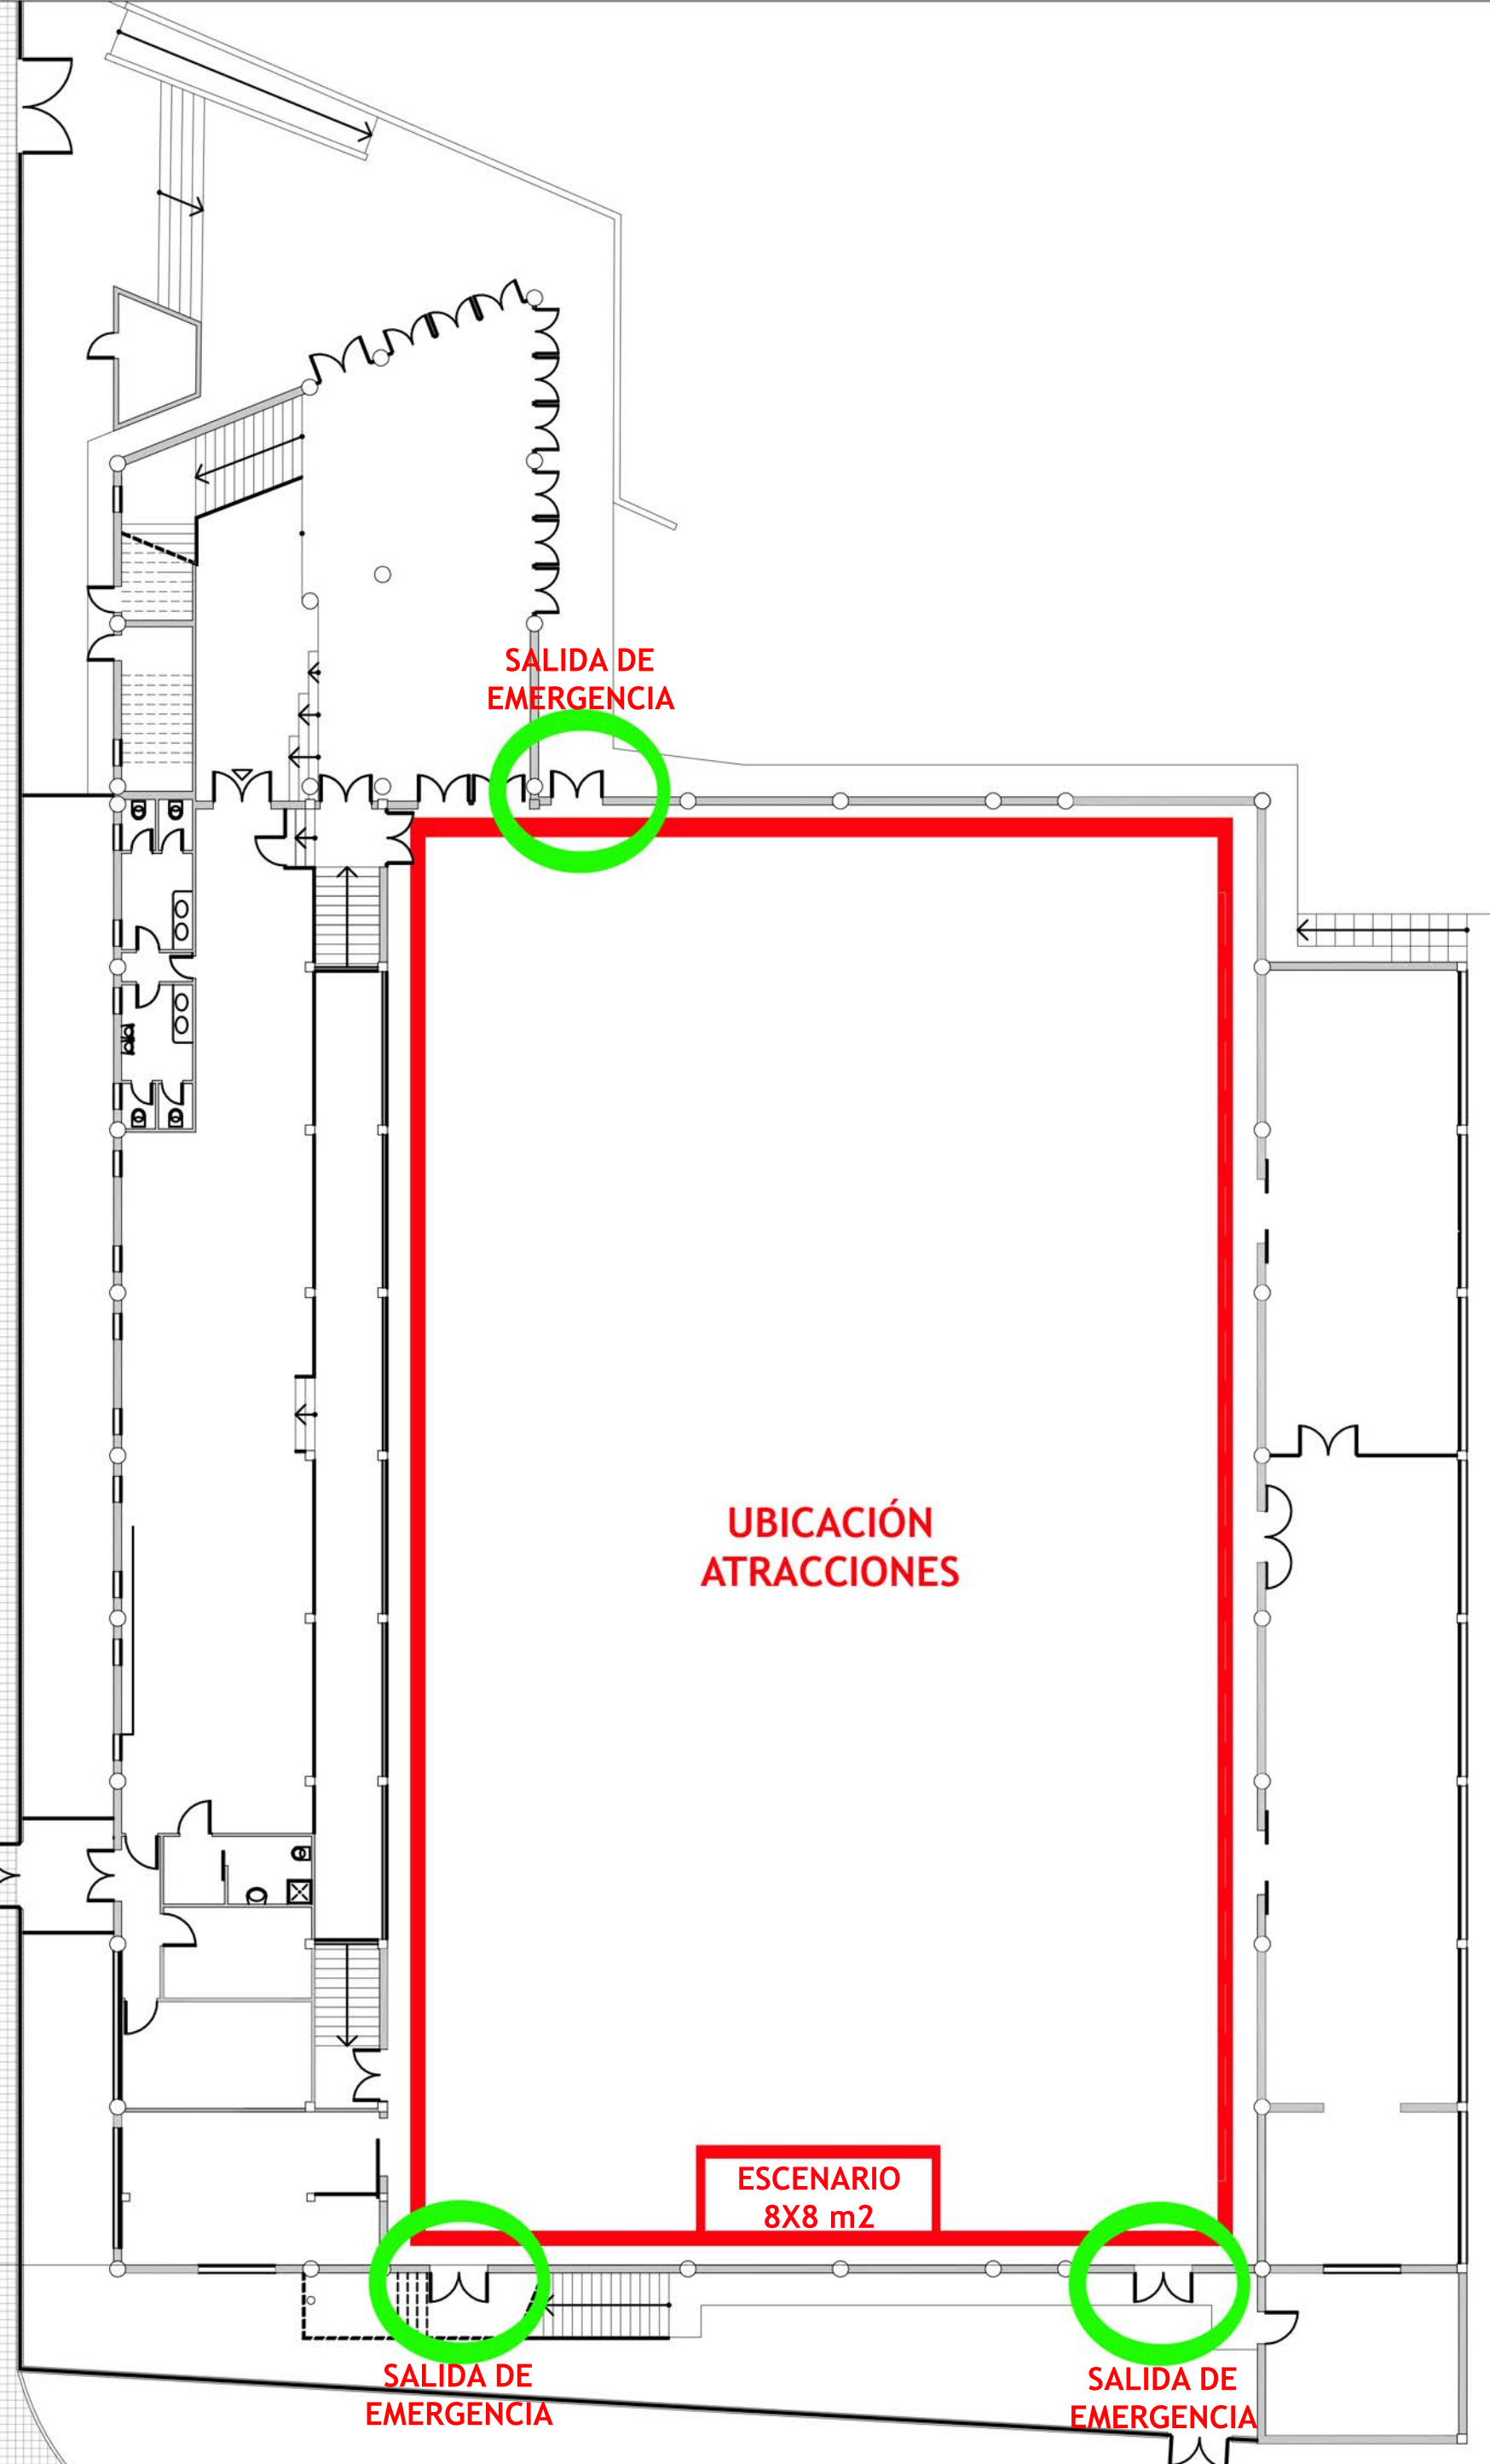 SALIDA DE
EMERGENCIA
UBICACIÓN
ATRACCIONES
ESCENARIO
8X8 m2
SALIDA DE
EMERGENCIA
SALIDA DE
EMERGENCIA